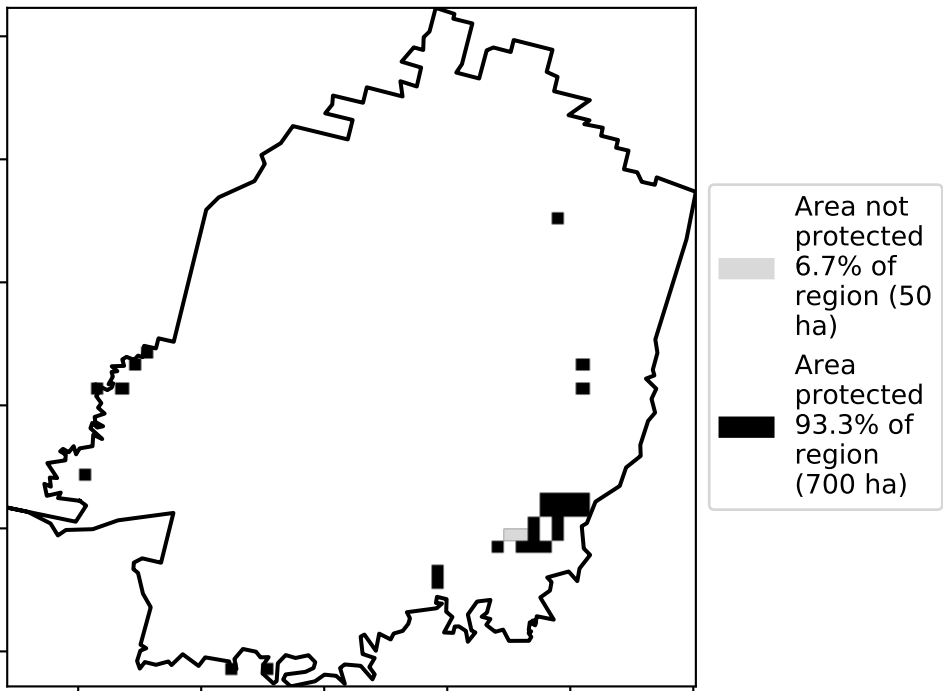 Area not
protected
6.7% of
region (50
ha)
Area
protected
93.3% of
region
(700 ha)